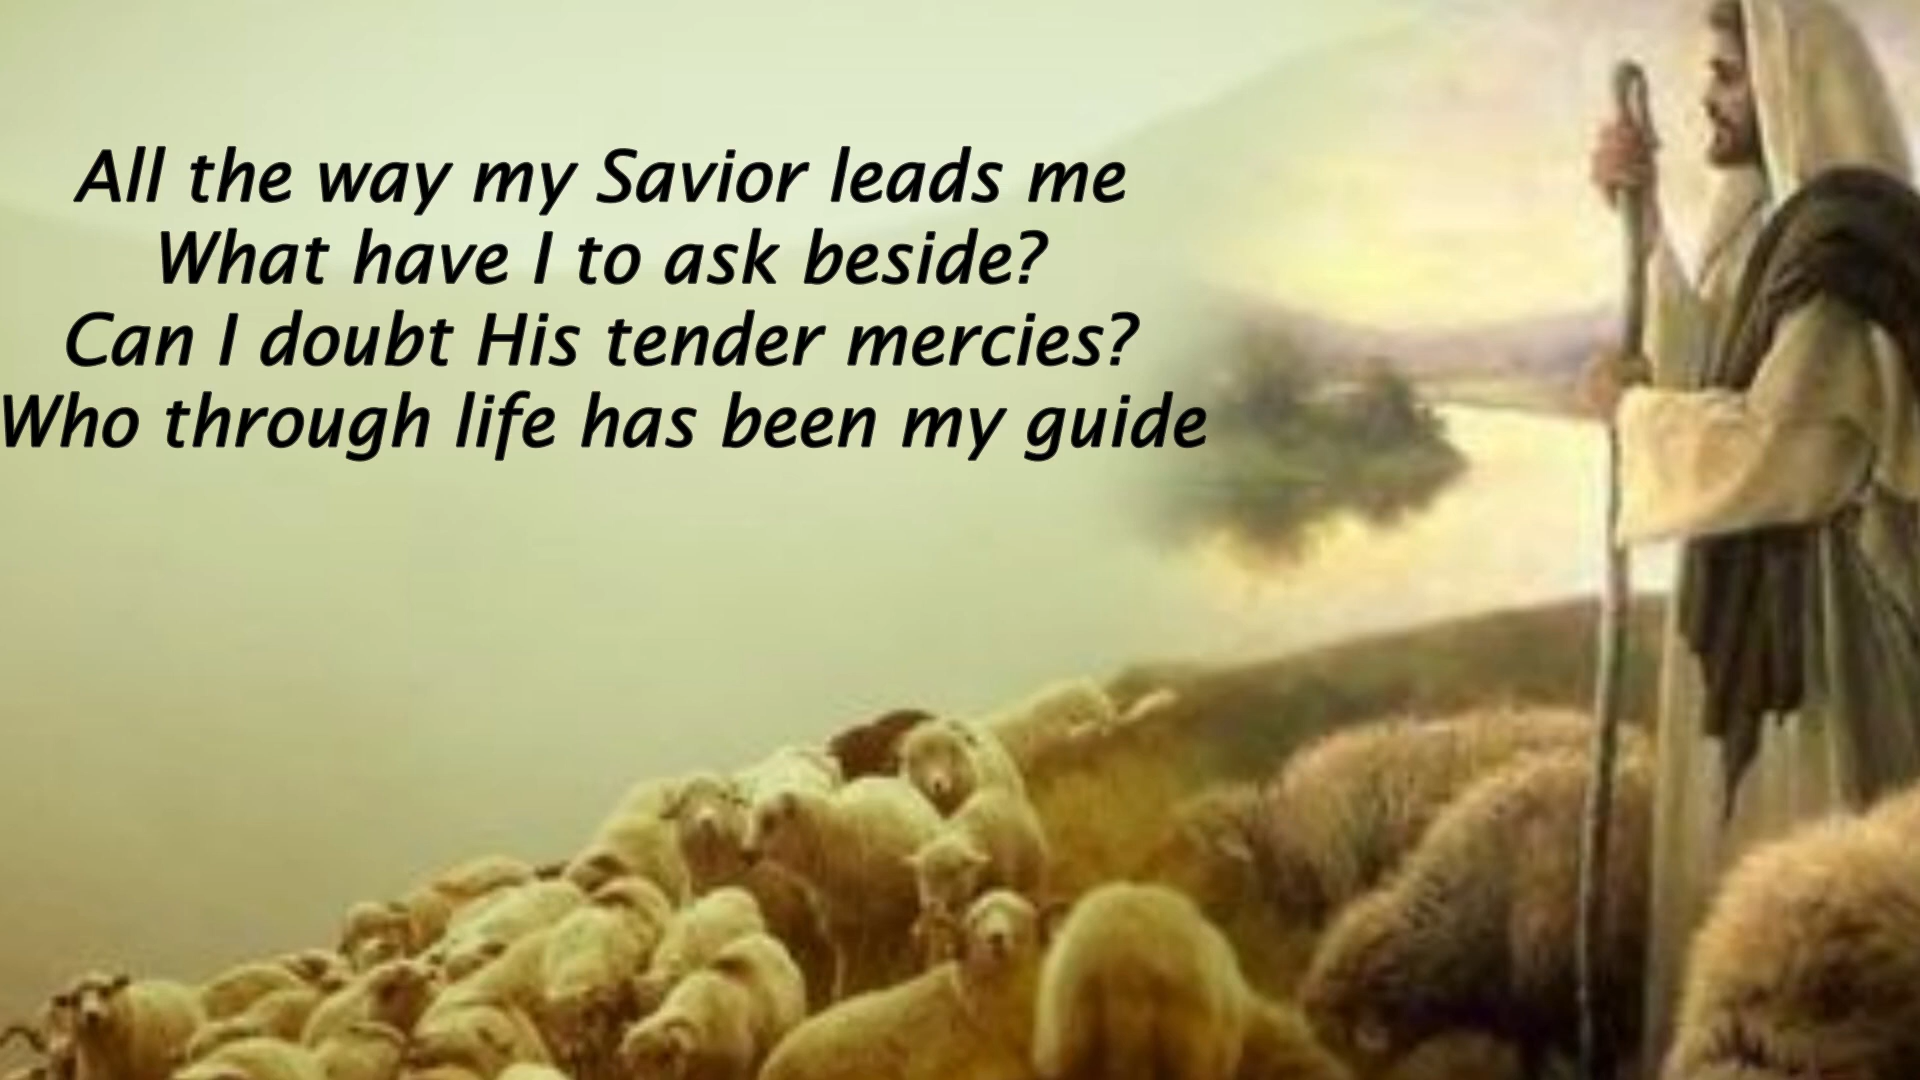 All the way my Savior leads me
What have I to ask beside?
Can I doubt His tender mercies?
Who through life has been my guide